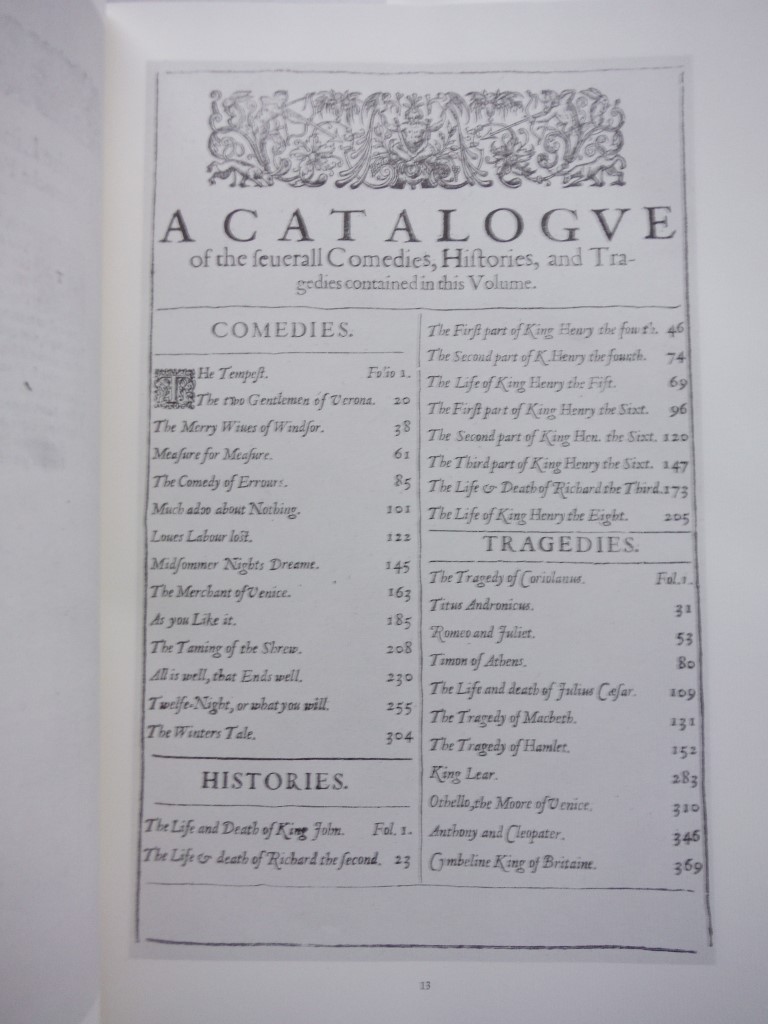 A CATALOGVE
of the ſeuerall Comedies, Hiſtories, and Tra-
gedies contained in this Volume.
COMEDIES.
THe Tempeſt. Folio 1.
The two Gentlemen of Verona. 20
The Merry Wiues of Windſor. 38
Meaſure for Meaſure. 61
The Comedy of Errours. 85
Much adoo about Nothing. 101
Loues Labour loſt. 122
Midſommer Nights Dreame. 145
The Merchant of Venice. 163
As you Like it. 185
The Taming of the Shrew. 208
All is well, that Ends well. 230
Twelfe-Night, or what you will. 255
The Winters Tale. 304
HISTORIES.
The Life and Death of King John. Fol. 1.
The Life & death of Richard the ſecond. 23
The Firſt part of King Henry the fourth. 46
The Second part of K. Henry the fourth. 74
The Life of King Henry the Fift. 69
The Firſt part of King Henry the Sixt. 96
The Second part of King Hen. the Sixt. 120
The Third part of King Henry the Sixt. 147
The Life & Death of Richard the Third. 173
The Life of King Henry the Eight. 205
TRAGEDIES.
The Tragedy of Coriolanus. Fol. 1.
Titus Andronicus. 31
Romeo and Juliet. 53
Timon of Athens. 80
The Life and death of Julius Cæſar. 109
The Tragedy of Macbeth. 131
The Tragedy of Hamlet. 152
King Lear. 283
Othello, the Moore of Venice. 310
Anthony and Cleopater. 346
Cymbeline King of Britaine. 369
13